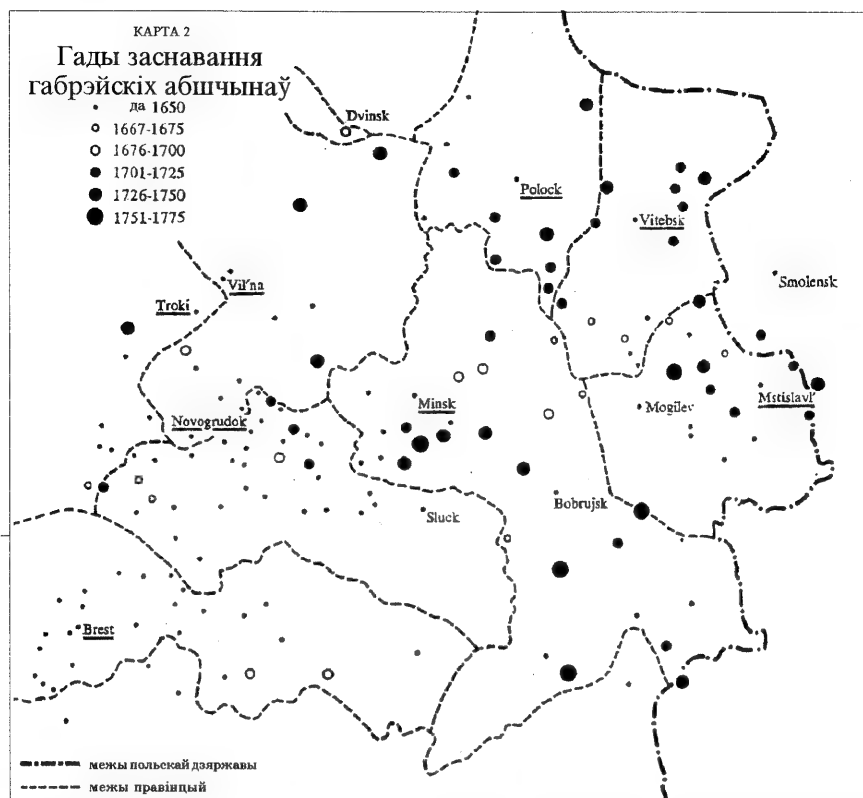 КАРТА 2
Гады заснавання
габрэйскіх абшчынаў
да 1650
1667-1675
1676-1700
1701-1725
1726-1750
1751-1775
Dvinsk
Polock
Vitebsk
Smolensk
Vil'na
Troki
Minsk
Mogilev
Mstislavl'
Novogrudok
Sluck
Bobrujsk
Brest
межы польскай дзяржавы
межы правінцый